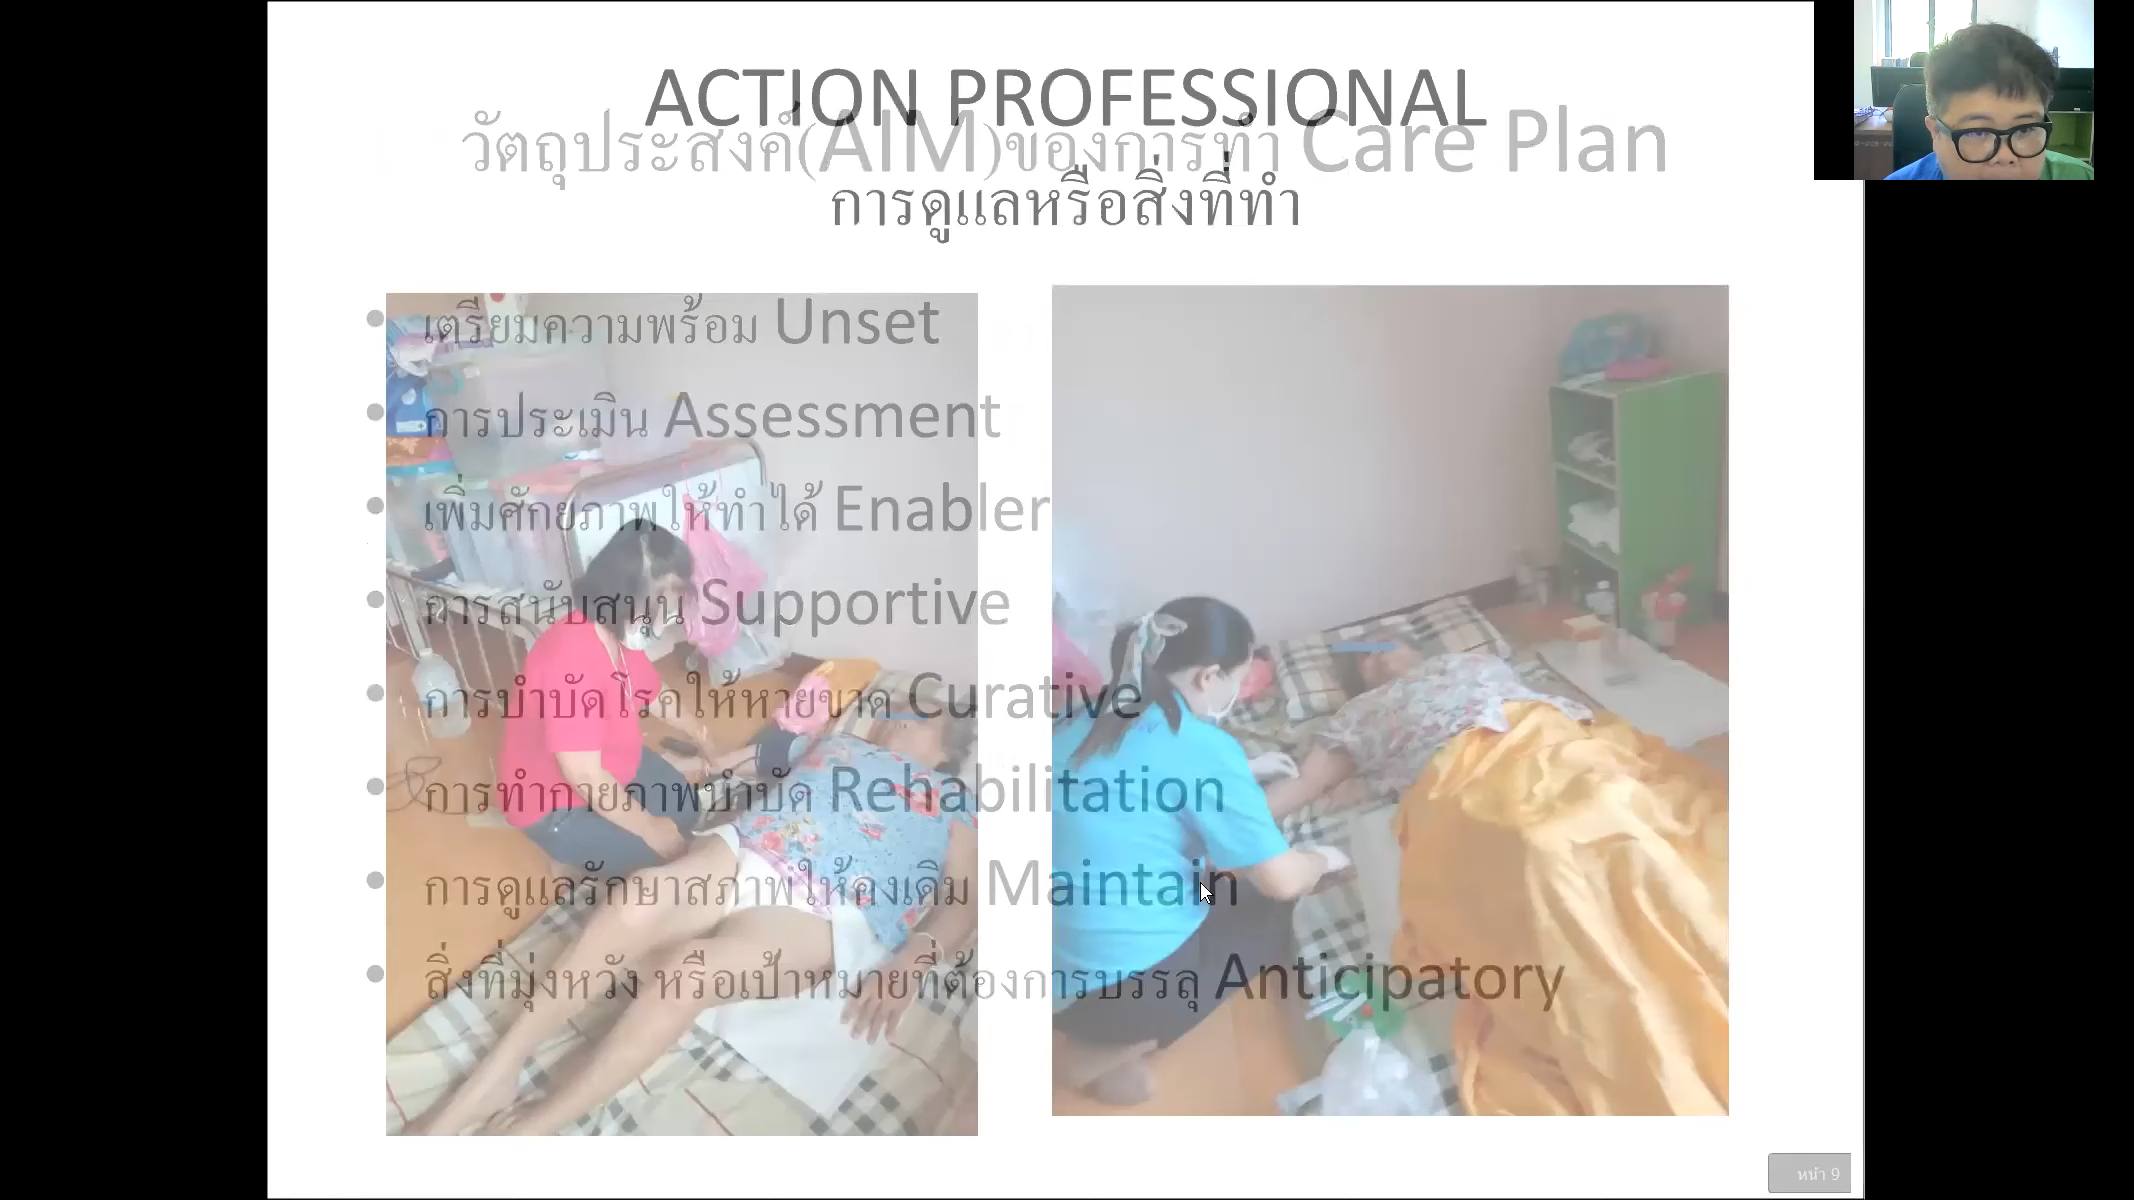 ACTION PROFESSIONAL
วัตถุประสงค์(AIM)ของการทำ Care Plan
การดูแลหรือสิ่งที่ทำ
• เตรียมความพร้อม Unset
• การประเมิน Assessment
• เพิ่มศักยภาพให้ทำได้ Enabler
• การสนับสนุน Supportive
• การบำบัดโรคให้หายขาด Curative
• การทำกายภาพบำบัด Rehabilitation
• การดูแลรักษาสภาพให้คงเดิม Maintain
• สิ่งที่มุ่งหวัง หรือเป้าหมายที่ต้องการบรรลุ Anticipatory
หน้า 9